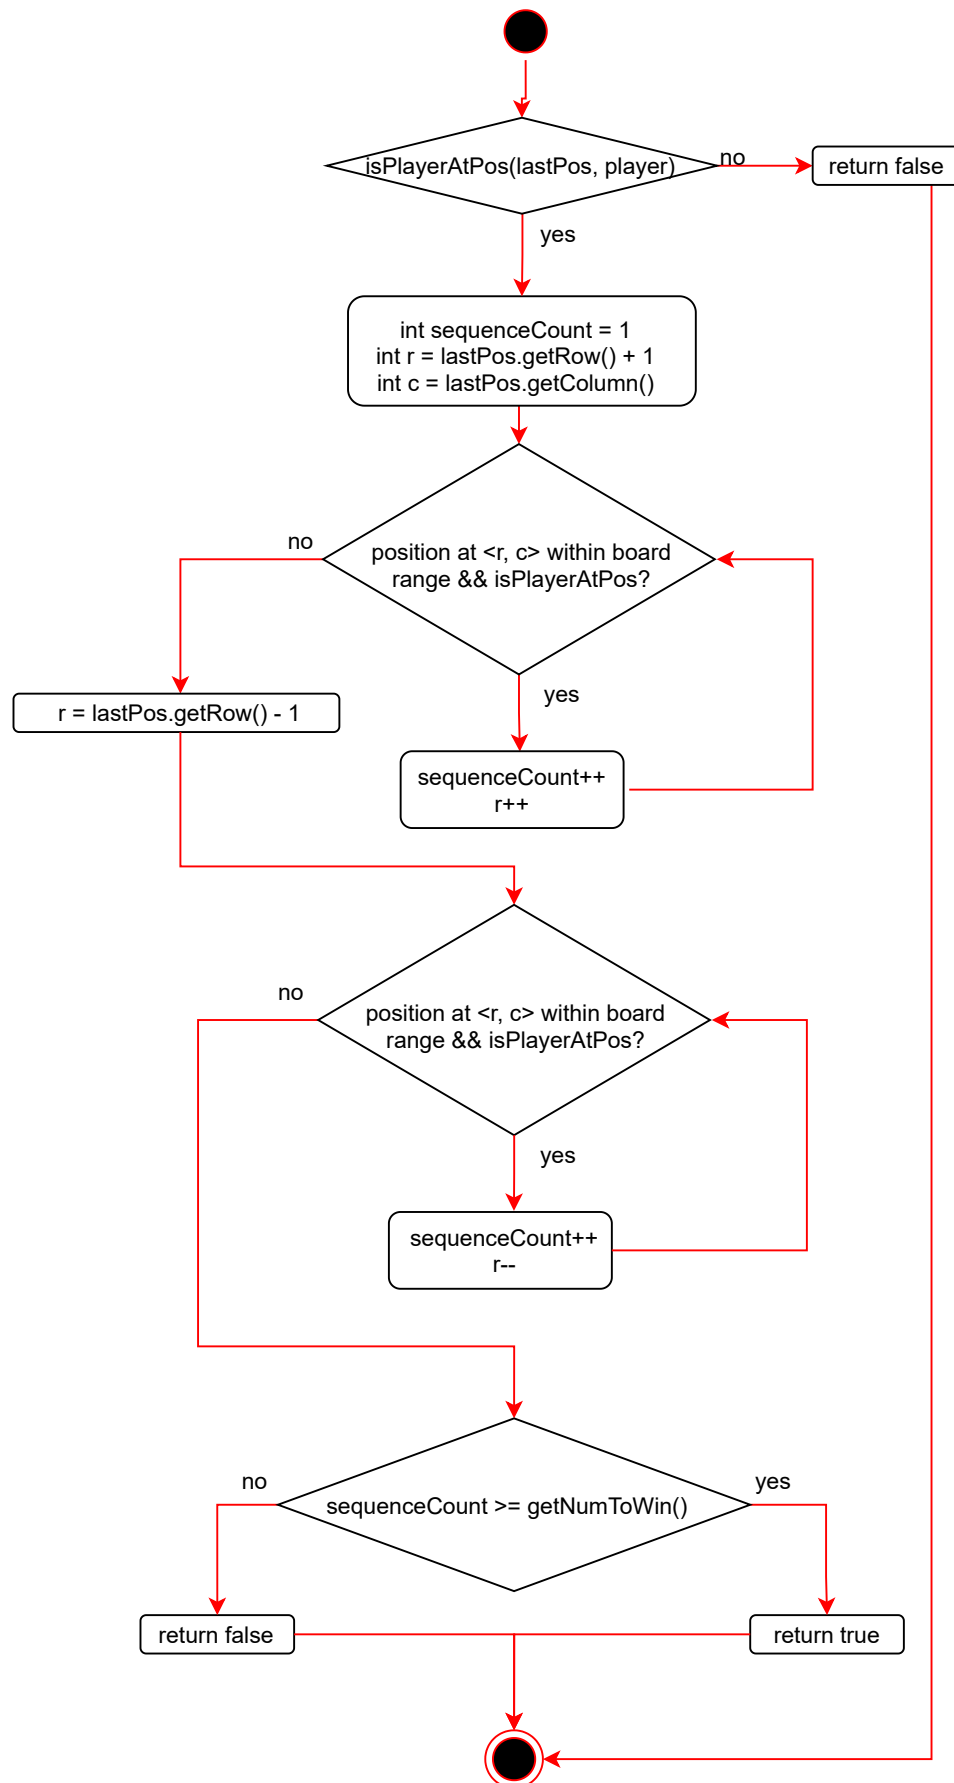 isPlayerAtPos(lastPos, player)
no
return false
yes
int sequenceCount = 1
int r = lastPos.getRow() + 1
int c = lastPos.getColumn()
no
position at <r, c> within board
range && isPlayerAtPos?
yes
r = lastPos.getRow() - 1
sequenceCount++
r++
no
position at <r, c> within board
range && isPlayerAtPos?
yes
sequenceCount++
r--
no
yes
sequenceCount >= getNumToWin()
return false
return true